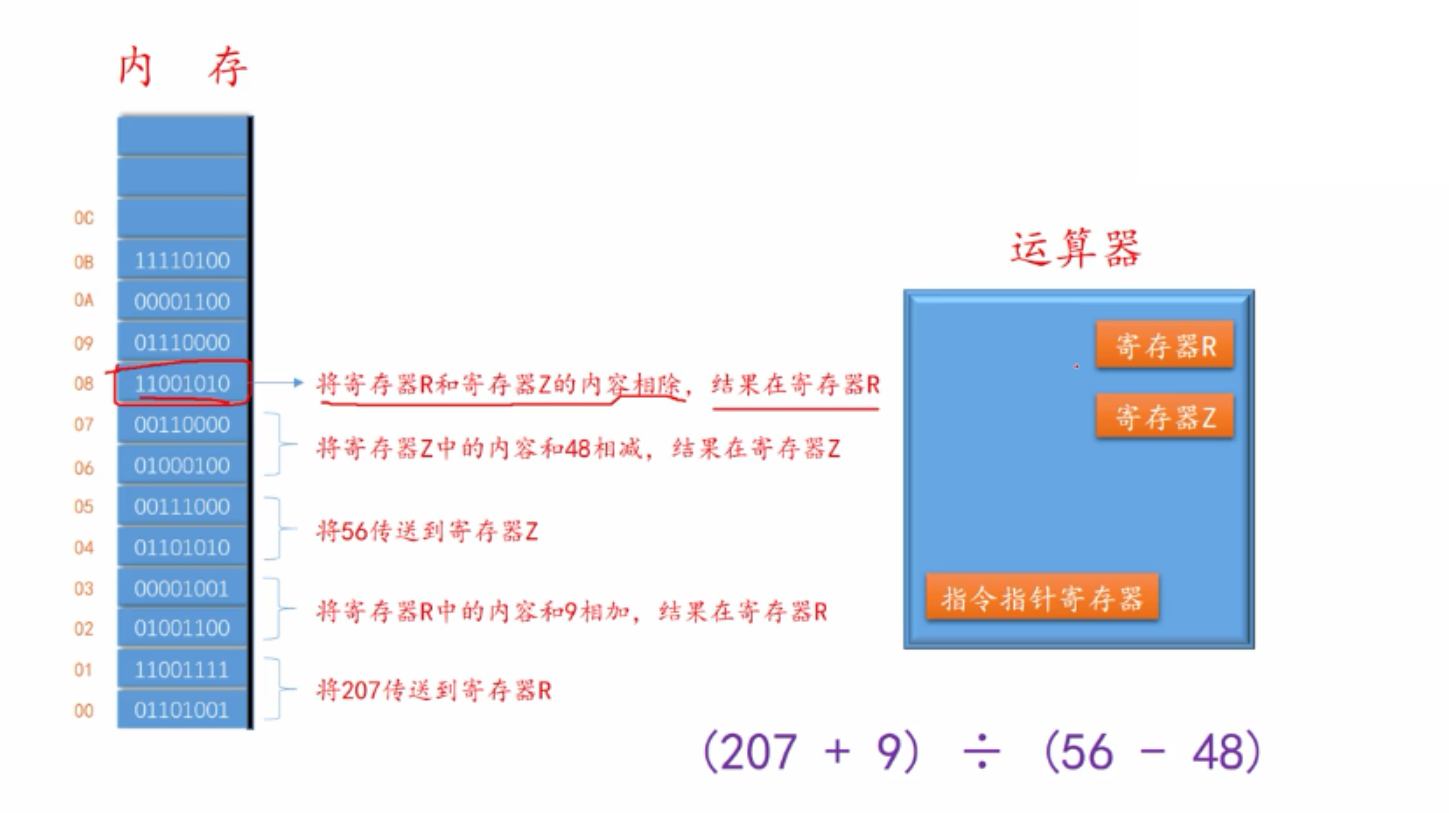 内 存
0C
0B 11110100
0A 00001100
09 01110000
08 11001010 将寄存器R和寄存器Z的内容相除，结果在寄存器R
07 00110000
将寄存器Z中的内容和48相减，结果在寄存器Z
06 01000100
05 00111000
将56传送到寄存器Z
04 01101010
03 00001001
将寄存器R中的内容和9相加，结果在寄存器R
02 01001100
01 11001111
将207传送到寄存器R
00 01101001
运算器
寄存器R
寄存器Z
指令指针寄存器
(207 + 9) ÷ (56 - 48)